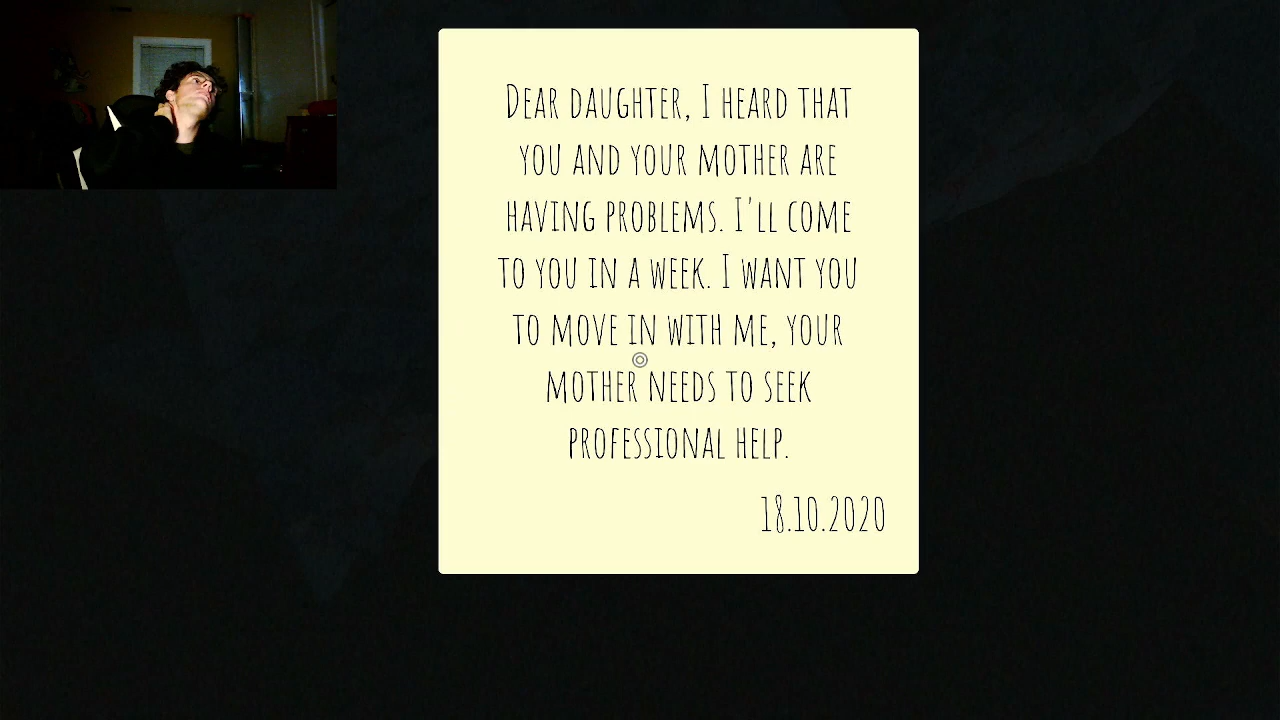 Dear daughter, I heard that
you and your mother are
having problems. I'll come
to you in a week. I want you
to move in with me, your
mother needs to seek
professional help.
18.10.2020